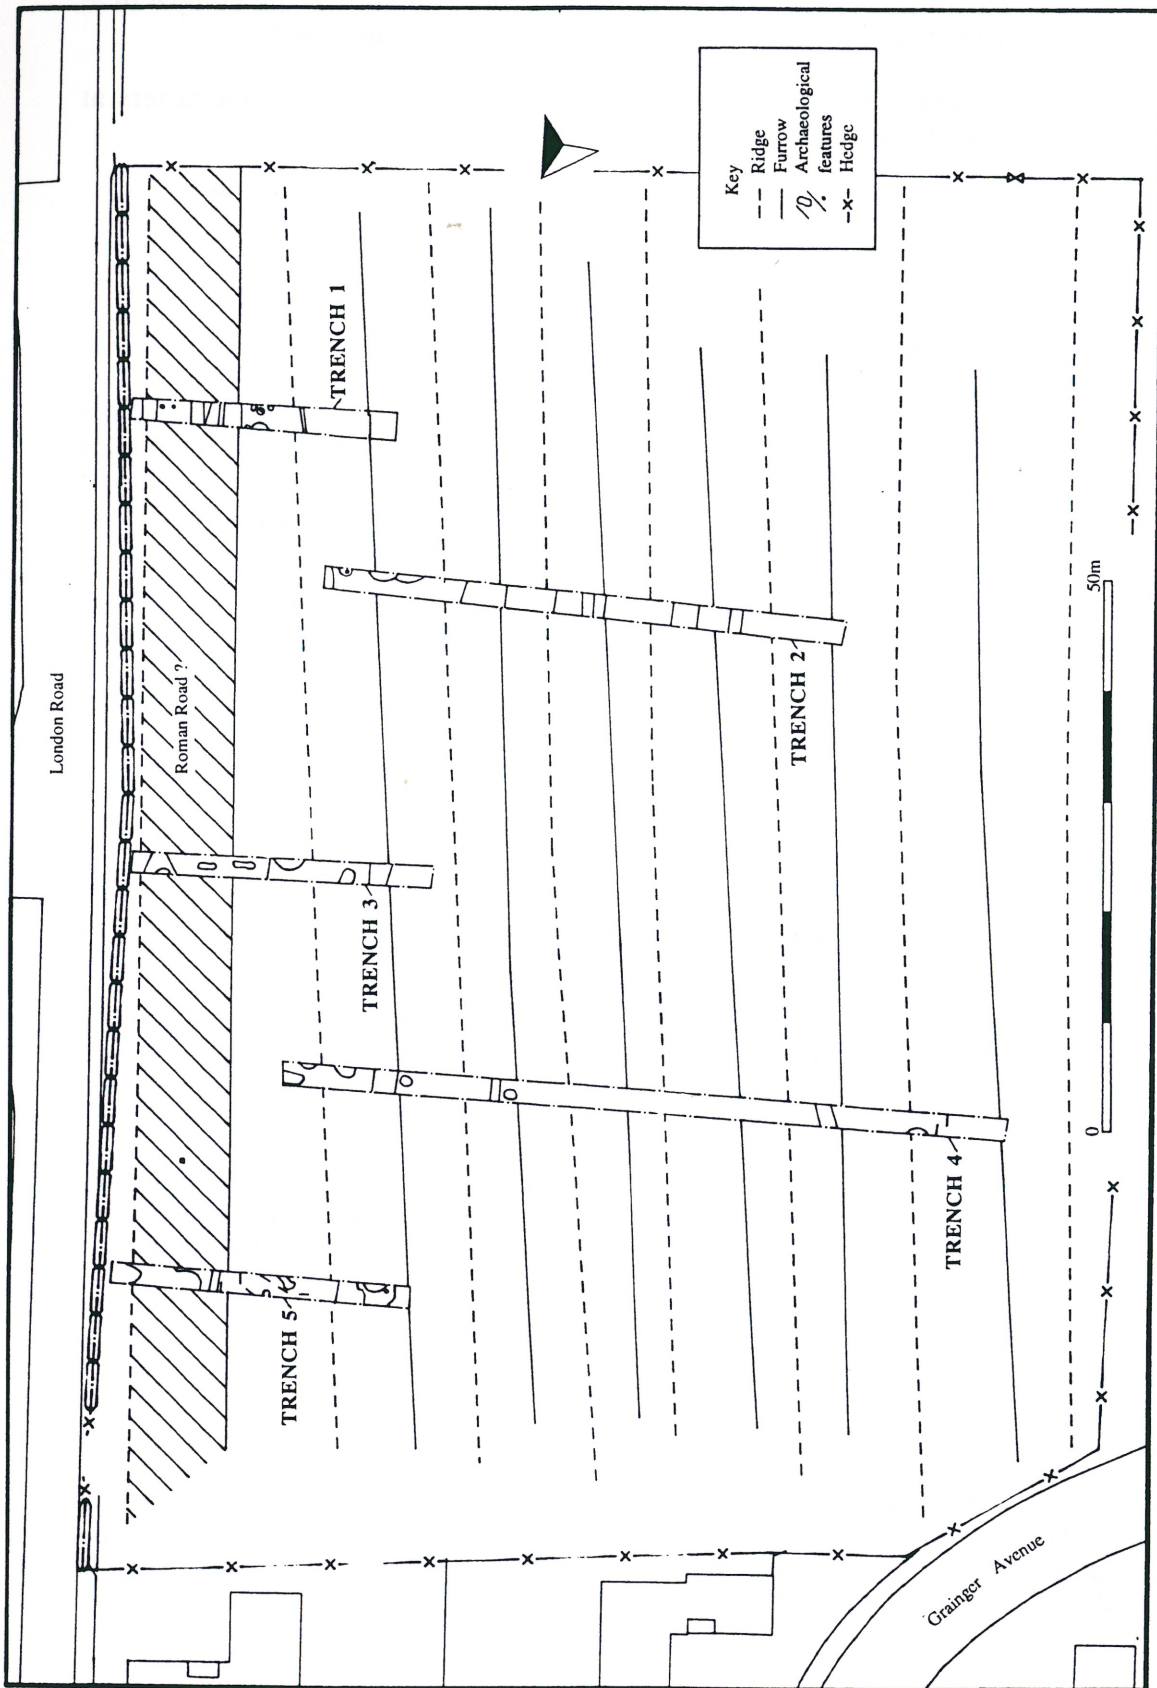 London Road
Roman Road ?
TRENCH 1
TRENCH 2
TRENCH 3
TRENCH 4
TRENCH 5
Key
Ridge
Furrow
Archaeological
features
-x- Hedge
0
50m
Grainger Avenue